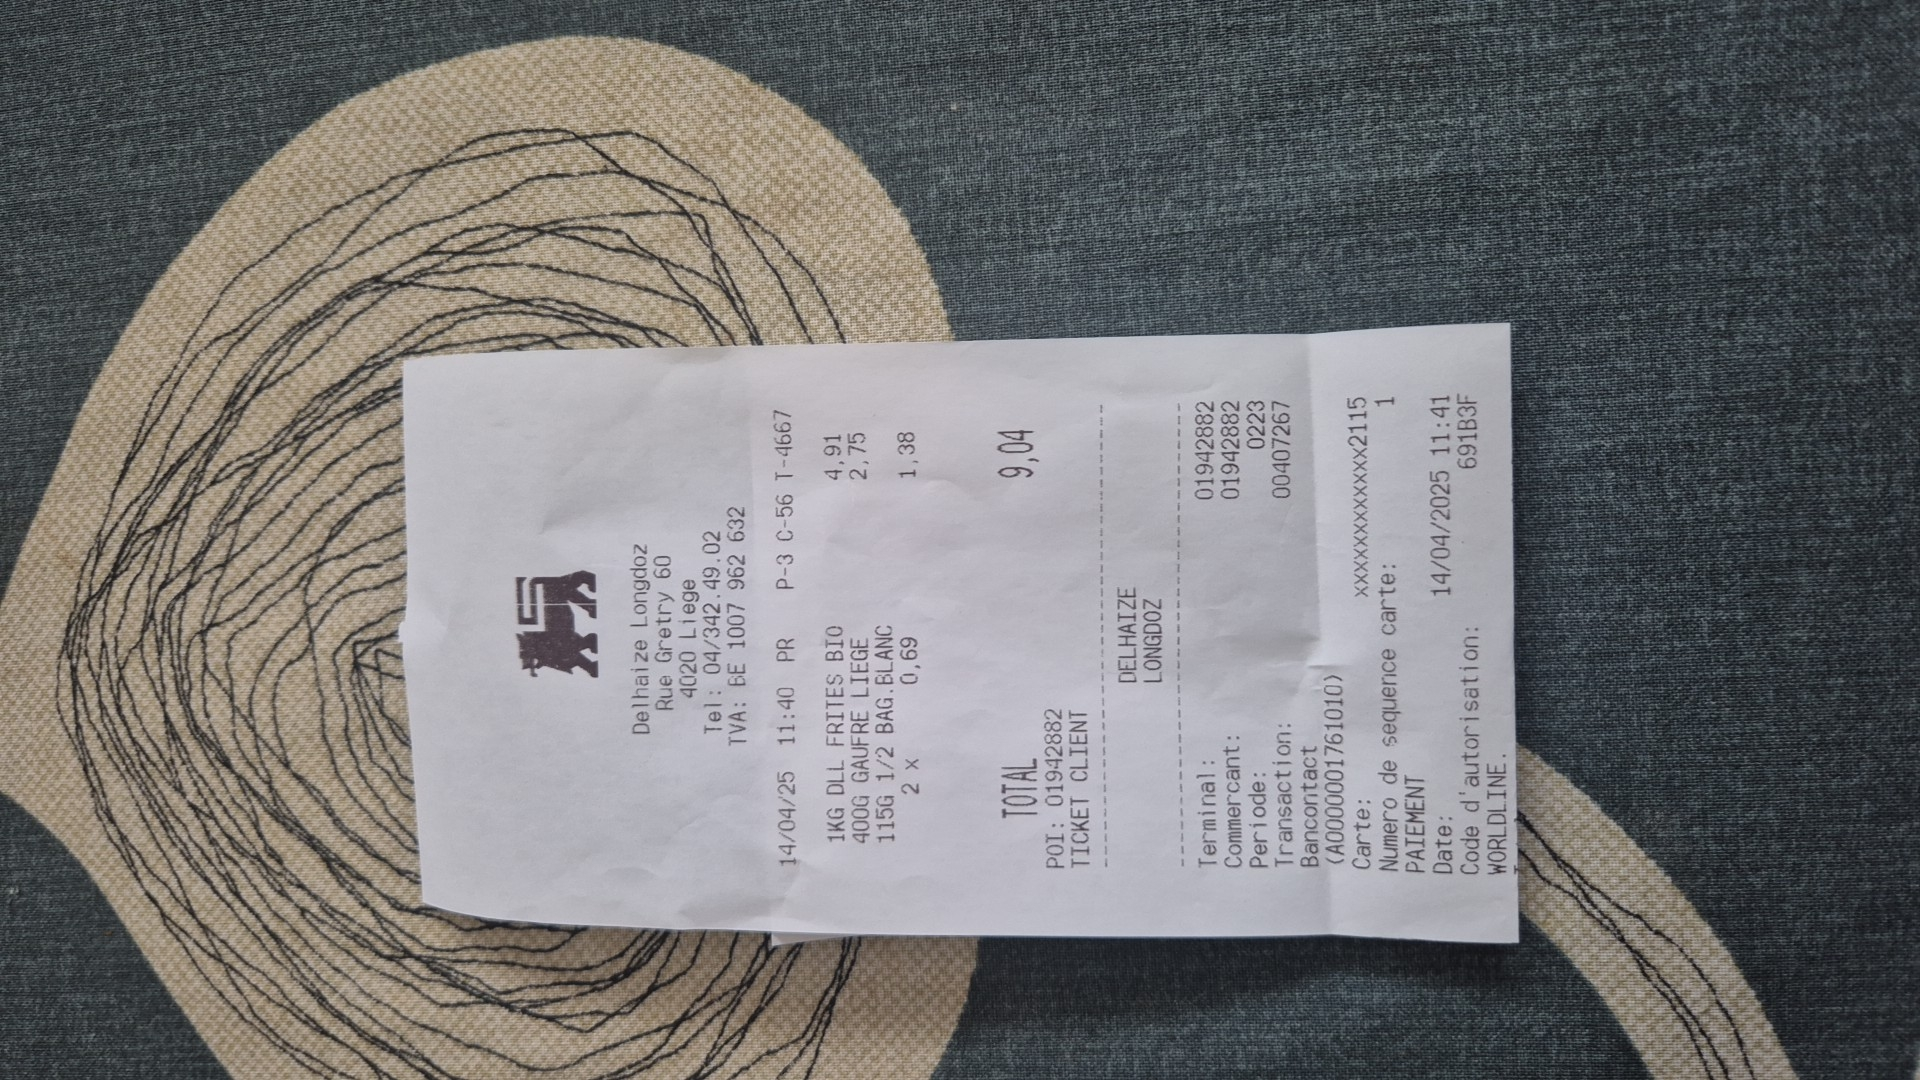 Delhaize Longdoz
Rue Gretry 60
4020 Liege
Tel: 04/342.49.02
TVA: BE 1007 962 632
14/04/25 11:40 PR P-3 C-56 T-4667
1KG DLL FRITES BIO 4,91
400G GAUFRE LIEGE 2,75
115G 1/2 BAG.BLANC
2 x 0,69 1,38
TOTAL 9,04
POI: 01942882
TICKET CLIENT
DELHAIZE
LONGDOZ
Terminal: 01942882
Commercant: 01942882
Periode: 0223
Transaction: 00407267
Bancontact
(A0000001761010)
Carte: xxxxxxxxxxxxx2115
Numero de sequence carte: 1
PAIEMENT
Date: 14/04/2025 11:41
Code d'autorisation: 691B3F
WORLDLINE.